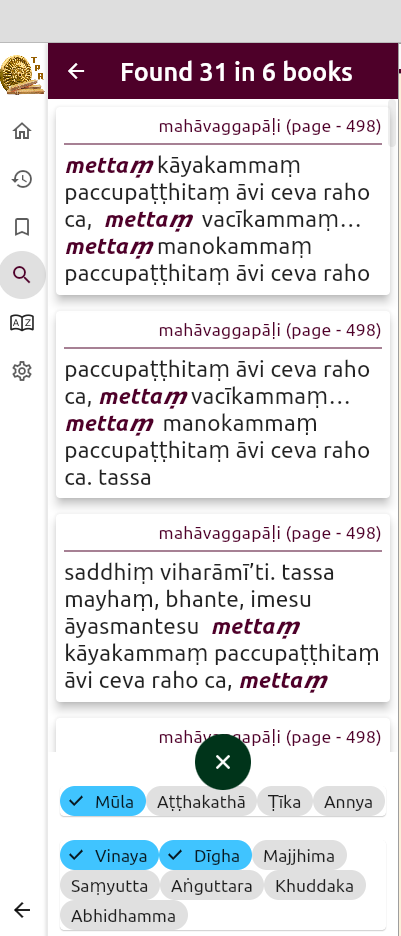 T
P
R
Found 31 in 6 books
mahāvaggapāḷi (page - 498)
mettaṃ kāyakammaṃ
paccupaṭṭhitaṃ āvi ceva raho
ca, mettaṃ vacīkammaṃ…
mettaṃ manokammaṃ
paccupaṭṭhitaṃ āvi ceva raho
mahāvaggapāḷi (page - 498)
paccupaṭṭhitaṃ āvi ceva raho
ca, mettaṃ vacīkammaṃ…
mettaṃ manokammaṃ
paccupaṭṭhitaṃ āvi ceva raho
ca. tassa
mahāvaggapāḷi (page - 498)
saddhiṃ viharāmī’ti. tassa
mayhaṃ, bhante, imesu
āyasmantesu mettaṃ
kāyakammaṃ paccupaṭṭhitaṃ
āvi ceva raho ca, mettaṃ
mahāvaggapāḷi (page - 498)
Mūla Aṭṭhakathā Ṭīka Annya
Vinaya Dīgha Majjhima
Saṃyutta Aṅguttara Khuddaka
Abhidhamma